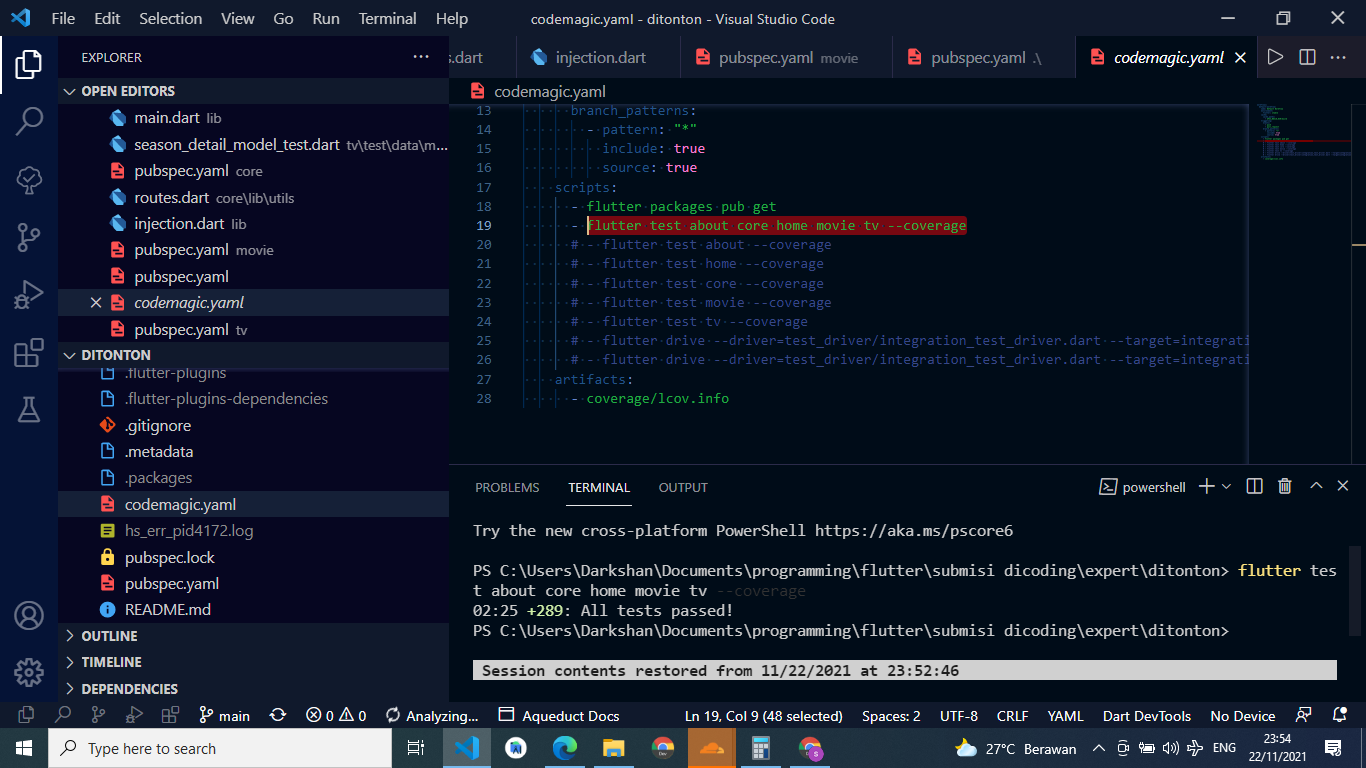 File Edit Selection View Go Run Terminal Help codemagic.yaml - ditonton - Visual Studio Code
EXPLORER
s.dart injection.dart pubspec.yaml movie pubspec.yaml .\ codemagic.yaml
OPEN EDITORS
main.dart lib
season_detail_model_test.dart tv\test\data\m...
pubspec.yaml core
routes.dart core\lib\utils
injection.dart lib
pubspec.yaml movie
pubspec.yaml
codemagic.yaml
pubspec.yaml tv
DITONTON
.flutter-plugins
.flutter-plugins-dependencies
.gitignore
.metadata
.packages
codemagic.yaml
hs_err_pid4172.log
pubspec.lock
pubspec.yaml
README.md
OUTLINE
TIMELINE
DEPENDENCIES
codemagic.yaml
13 branch_patterns:
14 - pattern: "*"
15 include: true
16 source: true
17 scripts:
18 - flutter packages pub get
19 - flutter test about core home movie tv --coverage
20 # - flutter test about --coverage
21 # - flutter test home --coverage
22 # - flutter test core --coverage
23 # - flutter test movie --coverage
24 # - flutter test tv --coverage
25 # - flutter drive --driver=test_driver/integration_test_driver.dart --target=integrati
26 # - flutter drive --driver=test_driver/integration_test_driver.dart --target=integrati
27 artifacts:
28 - coverage/lcov.info
PROBLEMS TERMINAL OUTPUT powershell
Try the new cross-platform PowerShell https://aka.ms/pscore6
PS C:\Users\Darkshan\Documents\programming\flutter\submisi dicoding\expert\ditonton> flutter tes
t about core home movie tv --coverage
02:25 +289: All tests passed!
PS C:\Users\Darkshan\Documents\programming\flutter\submisi dicoding\expert\ditonton>
Session contents restored from 11/22/2021 at 23:52:46
main 0 0 Analyzing... Aqueduct Docs Ln 19, Col 9 (48 selected) Spaces: 2 UTF-8 CRLF YAML Dart DevTools No Device
Type here to search 27°C Berawan ENG 23:54
22/11/2021